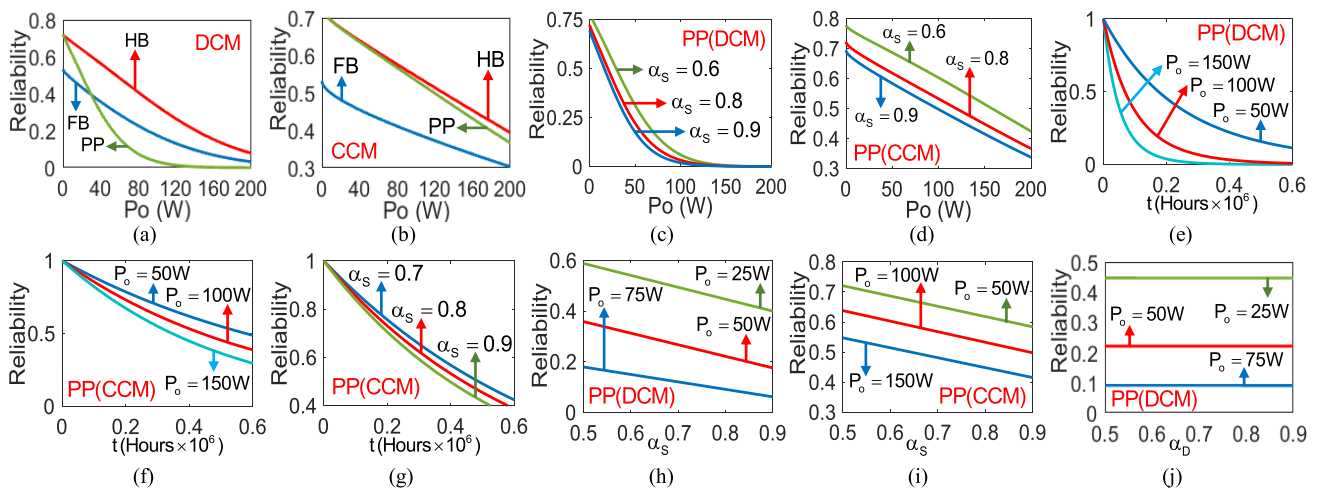 0.8
0.6
0.4
0.2
0
Reliability
HB
DCM
FB
PP
0 40 80 120 160 200
Po (W)
(a)
0.7
0.6
0.5
0.4
0.3
Reliability
FB
HB
PP
CCM
0 40 80 120 160 200
Po (W)
(b)
0.75
0.5
0.25
0
Reliability
PP(DCM)
αS = 0.6
αS = 0.8
αS = 0.9
0 50 100 150 200
Po (W)
(c)
0.8
0.7
0.6
0.5
0.4
0.3
Reliability
αS = 0.6
αS = 0.8
αS = 0.9
PP(CCM)
0 50 100 150 200
Po (W)
(d)
1
0.5
0
Reliability
PP(DCM)
Po = 150W
Po = 100W
Po = 50W
0 0.2 0.4 0.6
t (Hours×10⁶)
(e)
1
0.5
0
Reliability
Po = 50W
Po = 100W
PP(CCM)
Po = 150W
0.2 0.4 0.6
t (Hours×10⁶)
(f)
1
0.8
0.6
0.4
Reliability
αS = 0.7
αS = 0.8
αS = 0.9
PP(CCM)
0 0.2 0.4 0.6
t (Hours×10⁶)
(g)
0.6
0.4
0.2
0
Reliability
Po = 25W
Po = 75W
Po = 50W
PP(DCM)
0.5 0.6 0.7 0.8 0.9
αS
(h)
0.8
0.7
0.6
0.5
0.4
0.3
Reliability
Po = 100W
Po = 50W
Po = 150W
PP(CCM)
0.5 0.6 0.7 0.8 0.9
αS
(i)
0.5
0.4
0.3
0.2
0.1
0
Reliability
Po = 50W
Po = 25W
Po = 75W
PP(DCM)
0.5 0.6 0.7 0.8 0.9
αD
(j)